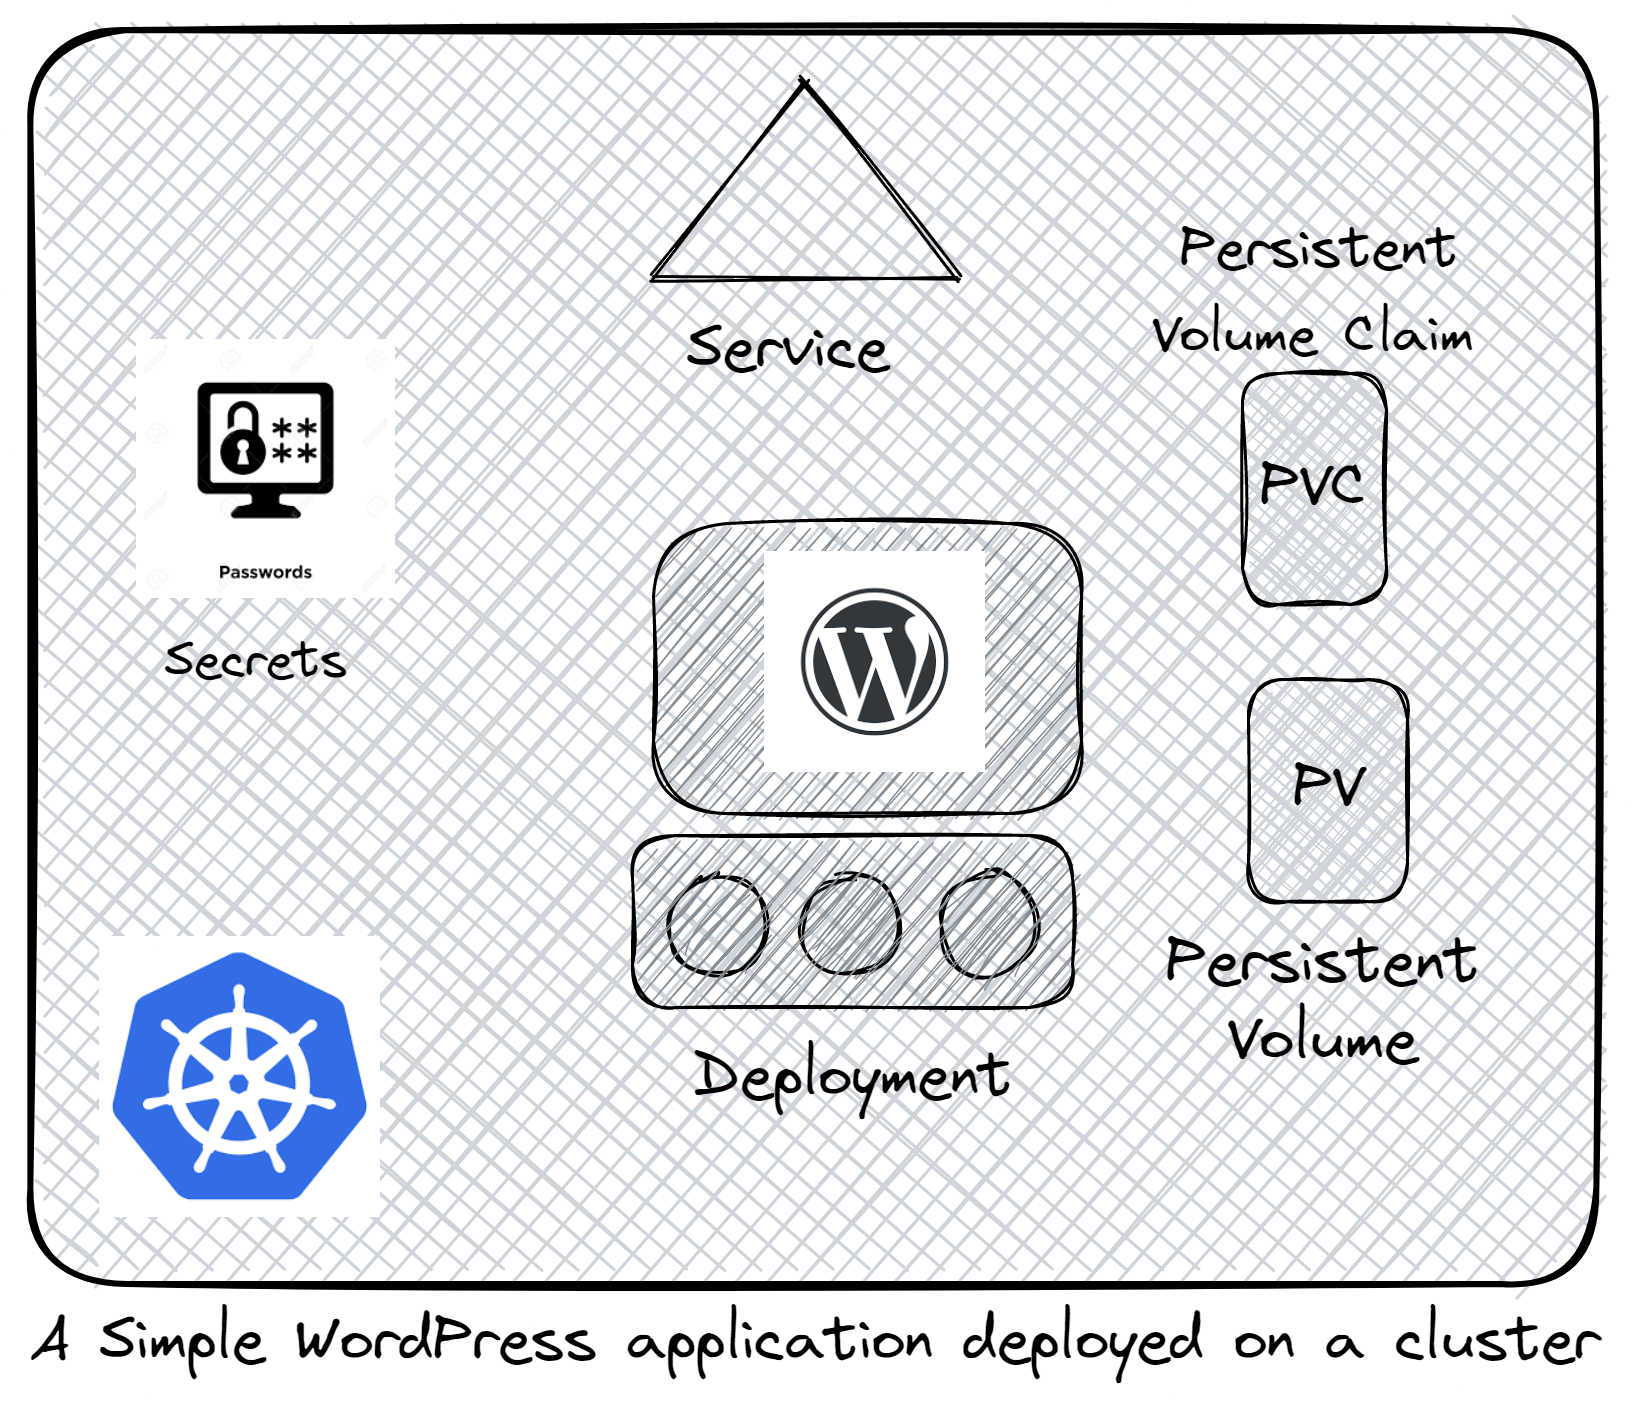 Service
Persistent
Volume Claim
PVC
**
**
Passwords
Secrets
W
PV
Persistent
Volume
Deployment
A Simple WordPress application deployed on a cluster